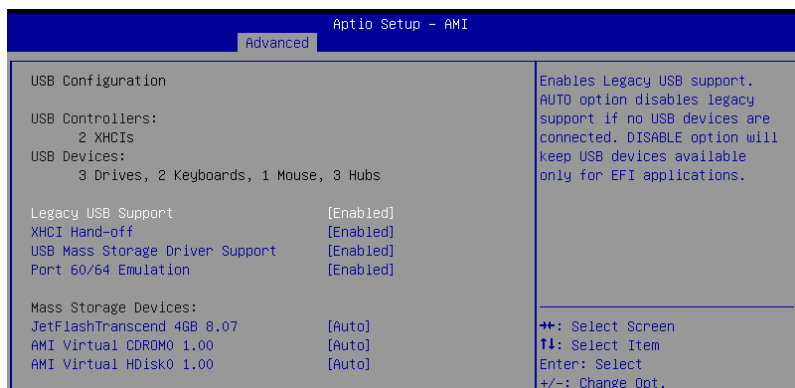 Aptio Setup – AMI
Advanced
USB Configuration
USB Controllers:
2 XHCIs
USB Devices:
3 Drives, 2 Keyboards, 1 Mouse, 3 Hubs
Legacy USB Support [Enabled]
XHCI Hand-off [Enabled]
USB Mass Storage Driver Support [Enabled]
Port 60/64 Emulation [Enabled]
Mass Storage Devices:
JetFlashTranscend 4GB 8.07 [Auto]
AMI Virtual CDROM0 1.00 [Auto]
AMI Virtual HDisk0 1.00 [Auto]
Enables Legacy USB support.
AUTO option disables legacy
support if no USB devices are
connected. DISABLE option will
keep USB devices available
only for EFI applications.
→←: Select Screen
↑↓: Select Item
Enter: Select
+/-: Change Opt.